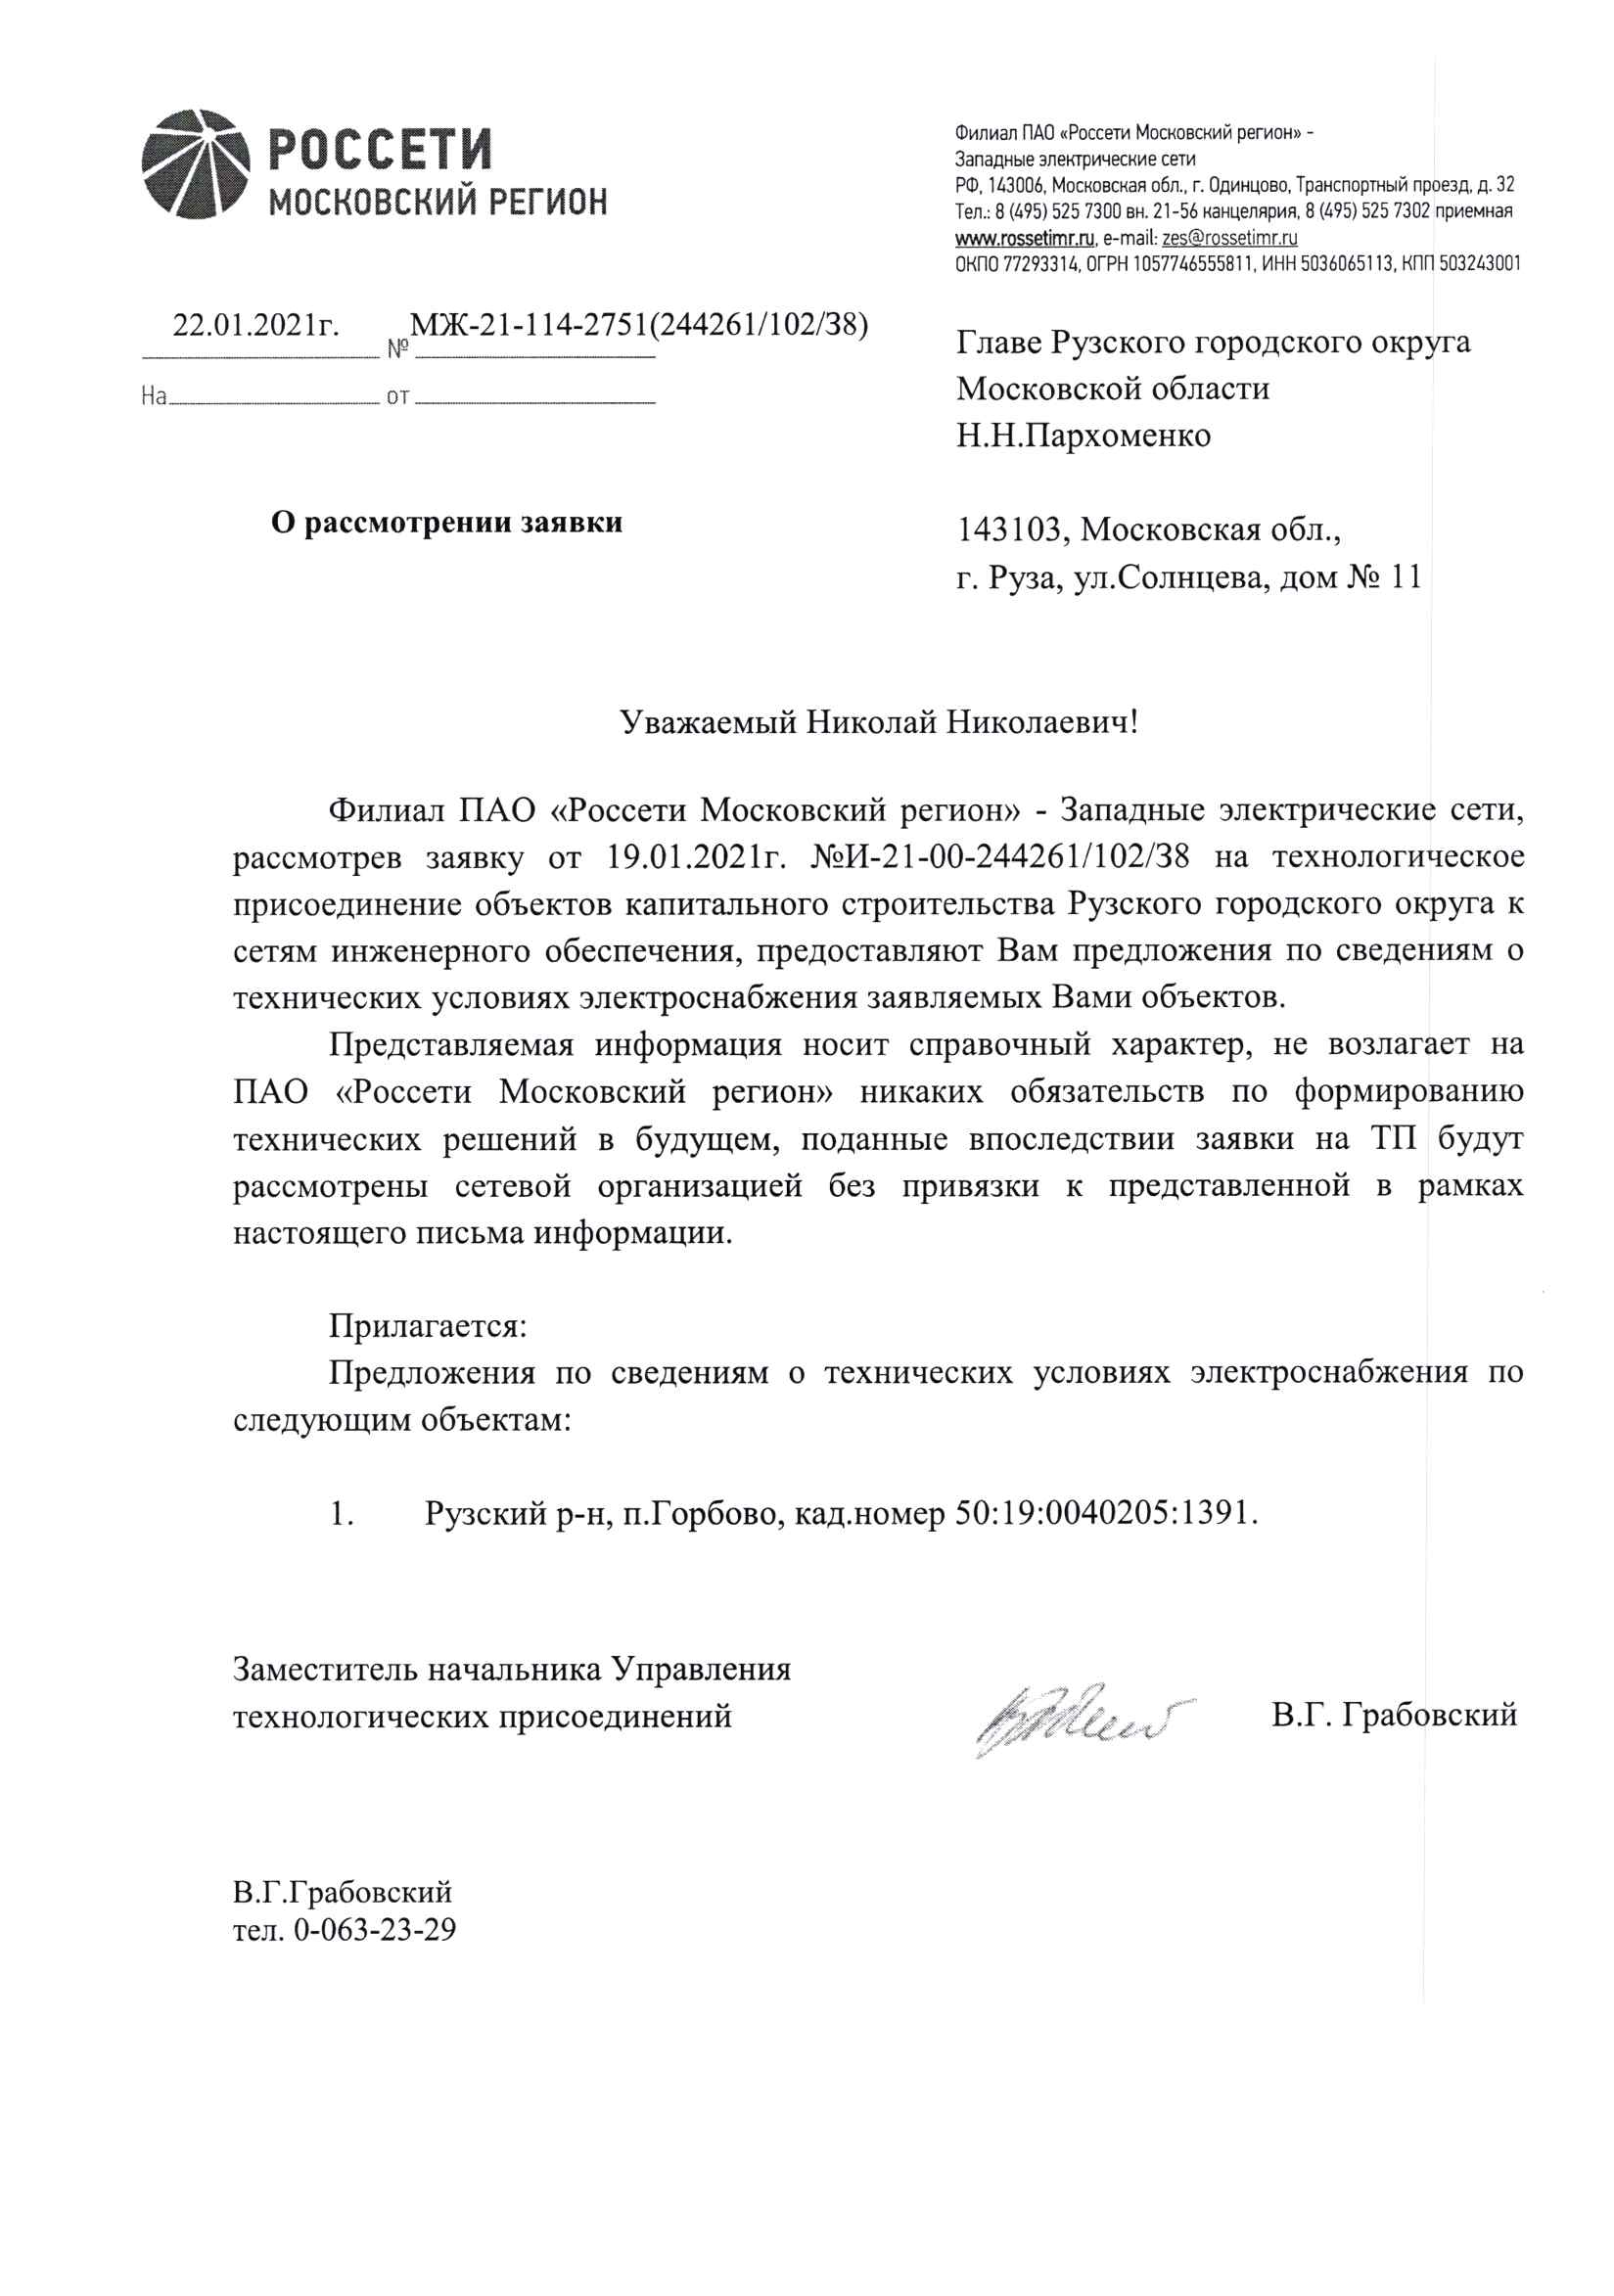 РОССЕТИ
МОСКОВСКИЙ РЕГИОН
Филиал ПАО «Россети Московский регион» -
Западные электрические сети
РФ, 143006, Московская обл., г. Одинцово, Транспортный проезд, д. 32
Тел.: 8 (495) 525 7300 вн. 21-56 канцелярия, 8 (495) 525 7302 приемная
www.rossetimr.ru, e-mail: zes@rossetimr.ru
ОКПО 77293314, ОГРН 1057746555811, ИНН 5036065113, КПП 503243001
22.01.2021г. № МЖ-21-114-2751(244261/102/38)
На от
Главе Рузского городского округа
Московской области
Н.Н.Пархоменко
О рассмотрении заявки
143103, Московская обл.,
г. Руза, ул.Солнцева, дом № 11
Уважаемый Николай Николаевич!
Филиал ПАО «Россети Московский регион» - Западные электрические сети,
рассмотрев заявку от 19.01.2021г. №И-21-00-244261/102/38 на технологическое
присоединение объектов капитального строительства Рузского городского округа к
сетям инженерного обеспечения, предоставляют Вам предложения по сведениям о
технических условиях электроснабжения заявляемых Вами объектов.
Представляемая информация носит справочный характер, не возлагает на
ПАО «Россети Московский регион» никаких обязательств по формированию
технических решений в будущем, поданные впоследствии заявки на ТП будут
рассмотрены сетевой организацией без привязки к представленной в рамках
настоящего письма информации.
Прилагается:
Предложения по сведениям о технических условиях электроснабжения по
следующим объектам:
1. Рузский р-н, п.Горбово, кад.номер 50:19:0040205:1391.
Заместитель начальника Управления
технологических присоединений
В.Г. Грабовский
В.Г.Грабовский
тел. 0-063-23-29